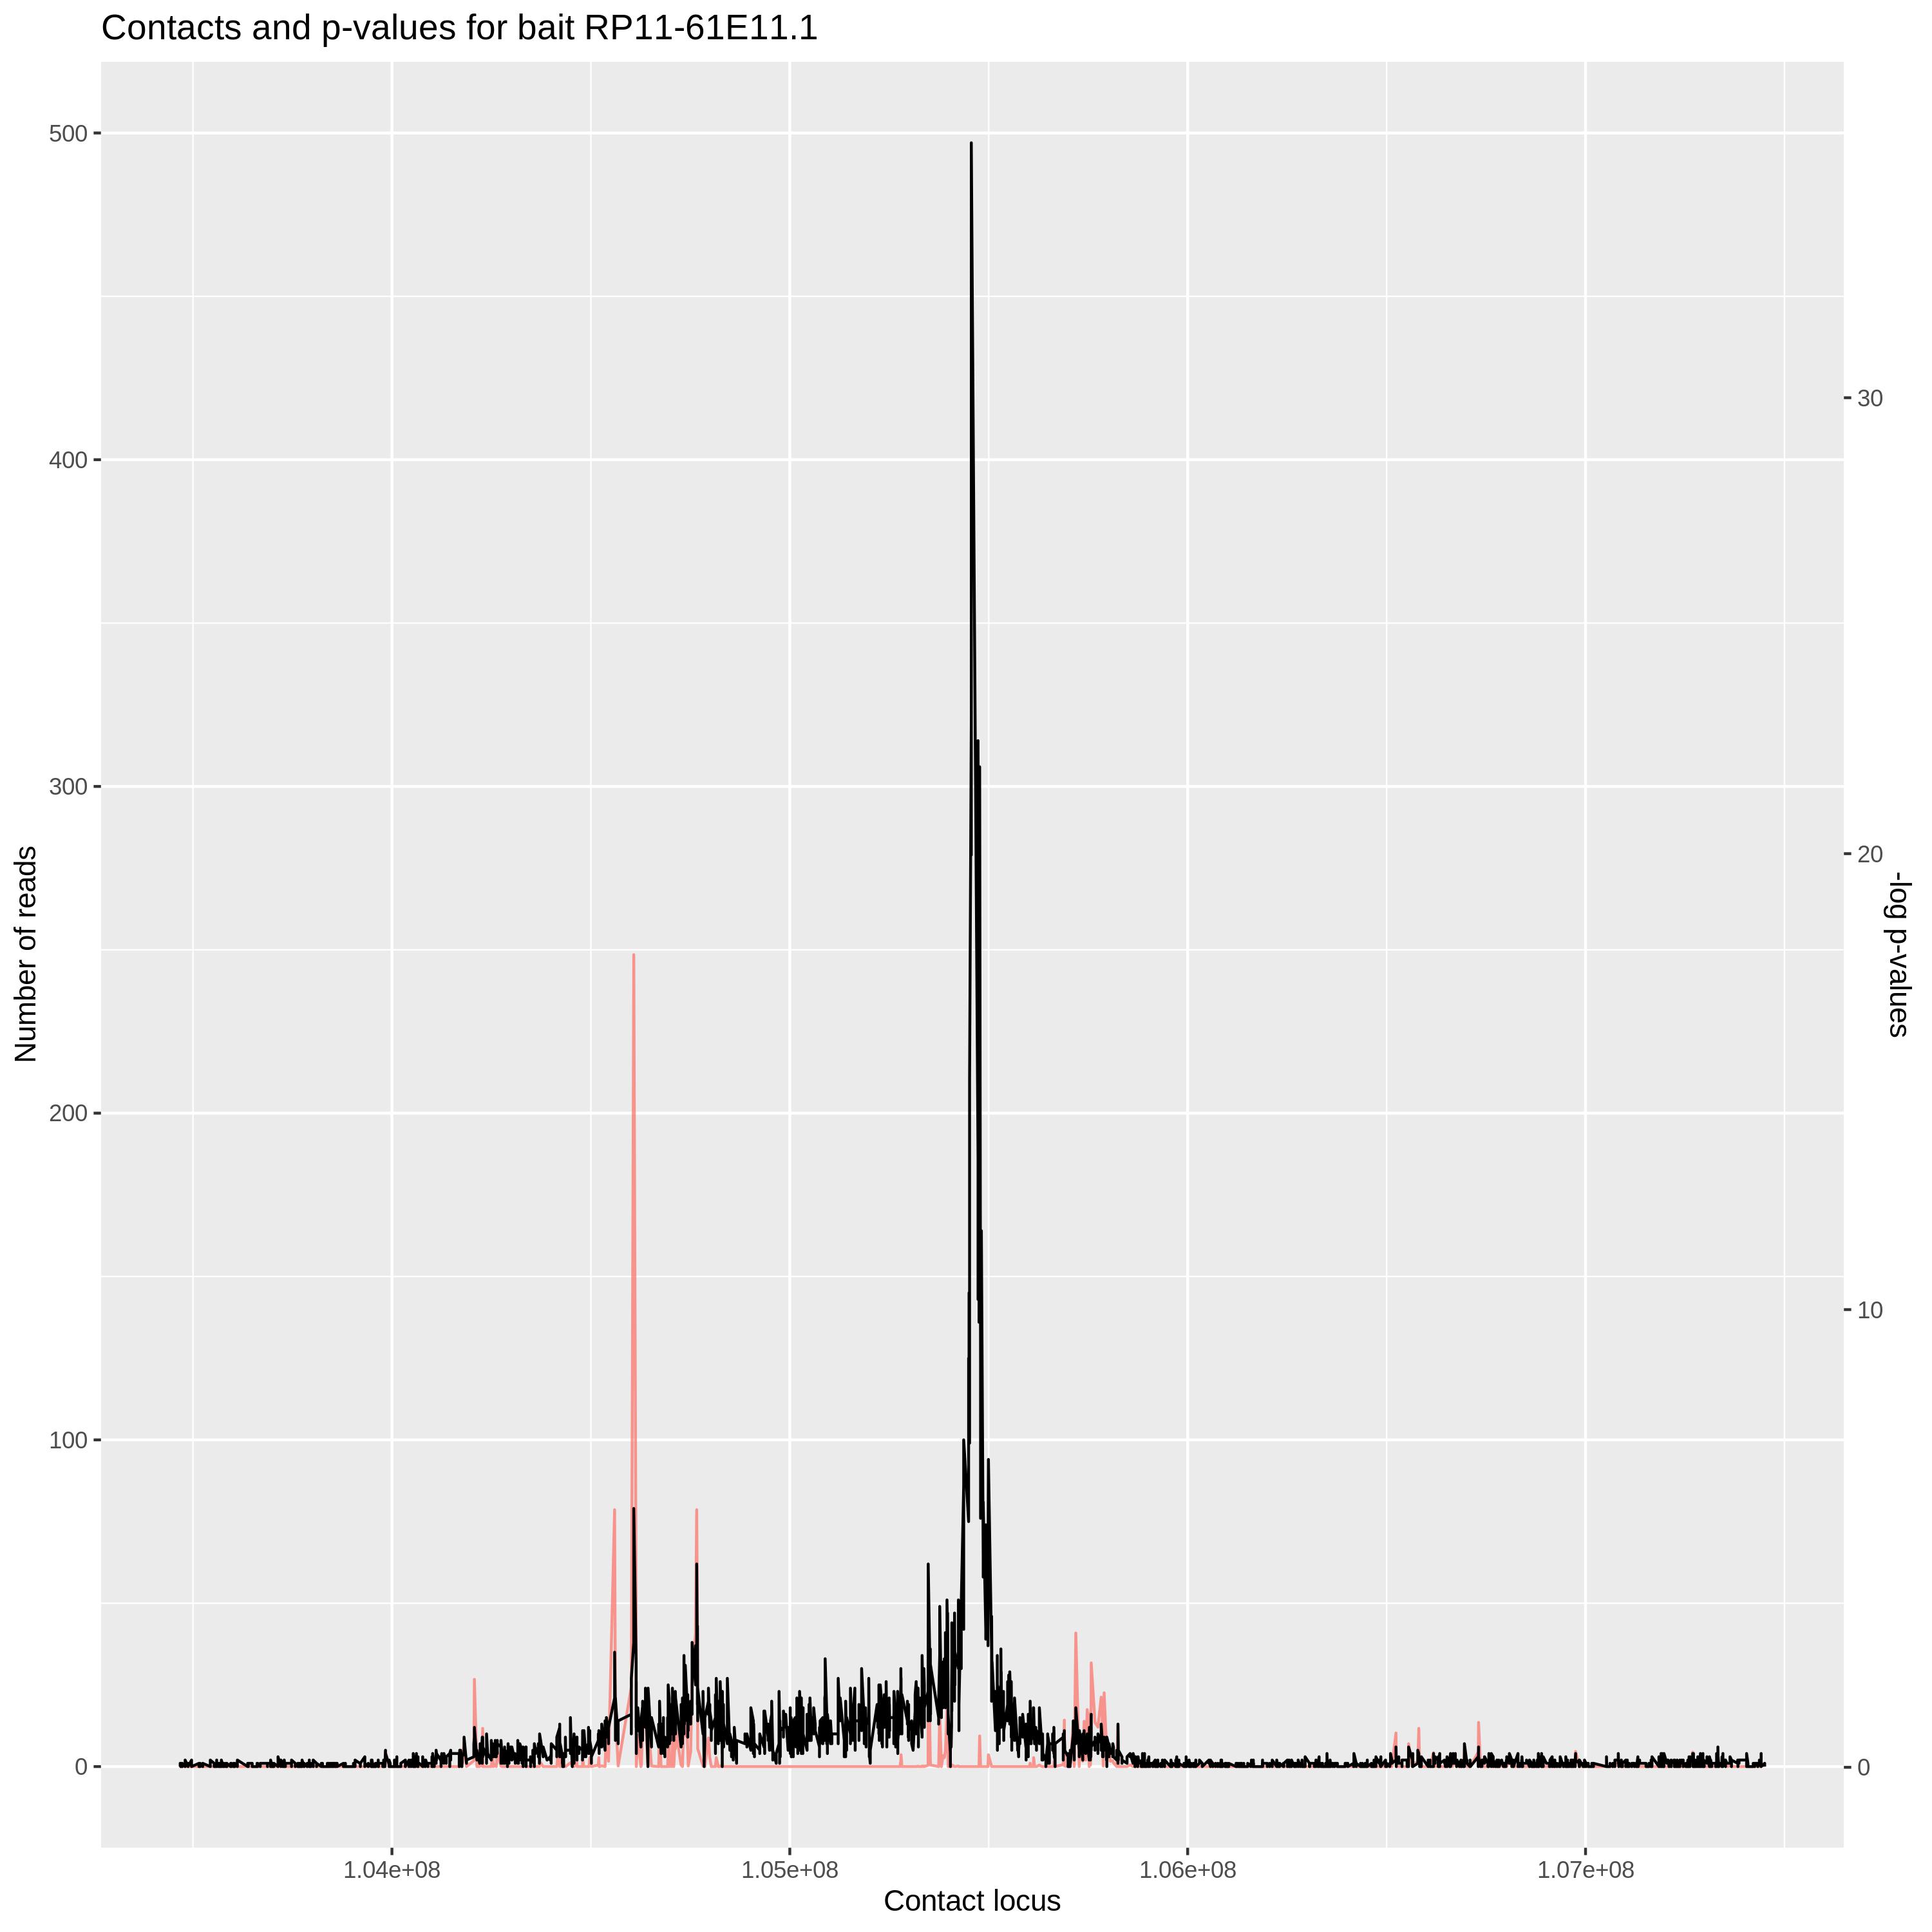 Contacts and p-values for bait RP11-61E11.1
500
400
300
200
100
0
Number of reads
30
20
10
0
-log p-values
1.04e+08
1.05e+08
1.06e+08
1.07e+08
Contact locus